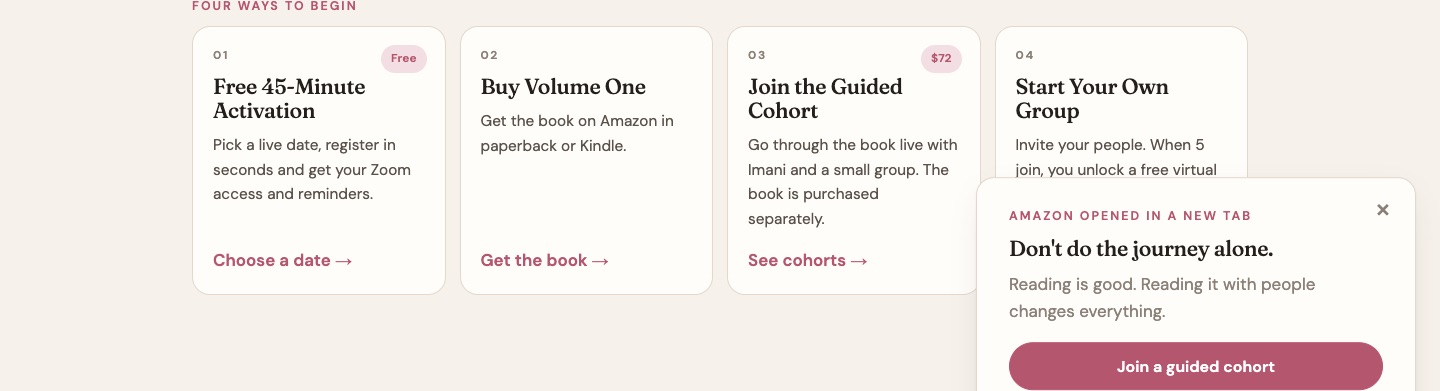 FOUR WAYS TO BEGIN
01
Free
Free 45-Minute
Activation
Pick a live date, register in
seconds and get your Zoom
access and reminders.
Choose a date →
02
Buy Volume One
Get the book on Amazon in
paperback or Kindle.
Get the book →
03
$72
Join the Guided
Cohort
Go through the book live with
Imani and a small group. The
book is purchased
separately.
See cohorts →
04
Start Your Own
Group
Invite your people. When 5
join, you unlock a free virtual
AMAZON OPENED IN A NEW TAB
×
Don't do the journey alone.
Reading is good. Reading it with people
changes everything.
Join a guided cohort